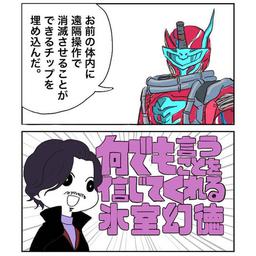 お前の体内に
遠隔操作で
消滅させることが
できるチップを
埋め込んだ。
何でも言うことを
信じてくれる
氷室幻徳